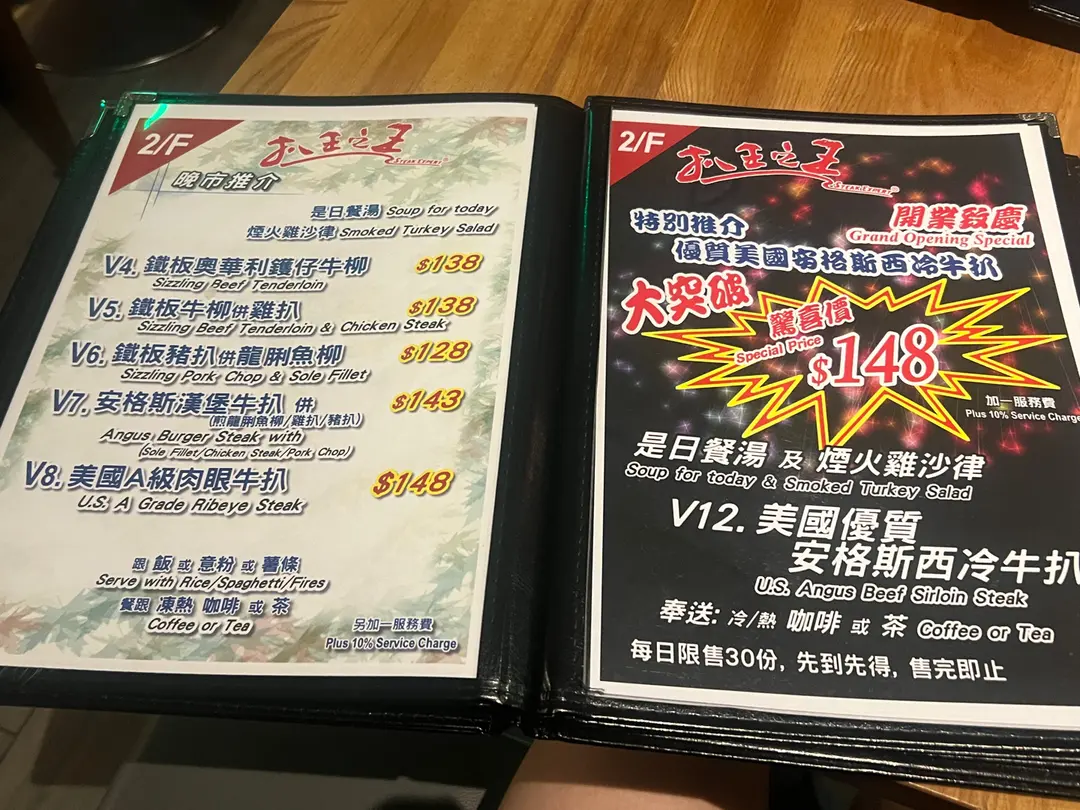 2/F
扒王之王
STEAK EXPERT
晚市推介
是日餐湯 Soup for today
煙火雞沙律 Smoked Turkey Salad
V4. 鐵板奧華利鑊仔牛柳 $138
Sizzling Beef Tenderloin
V5. 鐵板牛柳供雞扒 $138
Sizzling Beef Tenderloin & Chicken Steak
V6. 鐵板豬扒供龍脷魚柳 $128
Sizzling Pork Chop & Sole Fillet
V7. 安格斯漢堡牛扒 供 $143
(煎龍脷魚柳/雞扒/豬扒)
Angus Burger Steak with
(Sole Fillet/Chicken Steak/Pork Chop)
V8. 美國A級肉眼牛扒 $148
U.S. A Grade Ribeye Steak
跟 飯 或 意粉 或 薯條
Serve with Rice/Spaghetti/Fires
餐跟 凍熱 咖啡 或 茶
Coffee or Tea
另加一服務費
Plus 10% Service Charge
2/F
扒王之王
STEAK EXPERT
開業致慶
Grand Opening Special
特別推介
優質美國安格斯西冷牛扒
大突破
驚喜價
Special Price
$148
加一服務費
Plus 10% Service Charge
是日餐湯 及 煙火雞沙律
Soup for today & Smoked Turkey Salad
V12. 美國優質
安格斯西冷牛扒
U.S. Angus Beef Sirloin Steak
奉送: 冷/熱 咖啡 或 茶 Coffee or Tea
每日限售30份, 先到先得, 售完即止